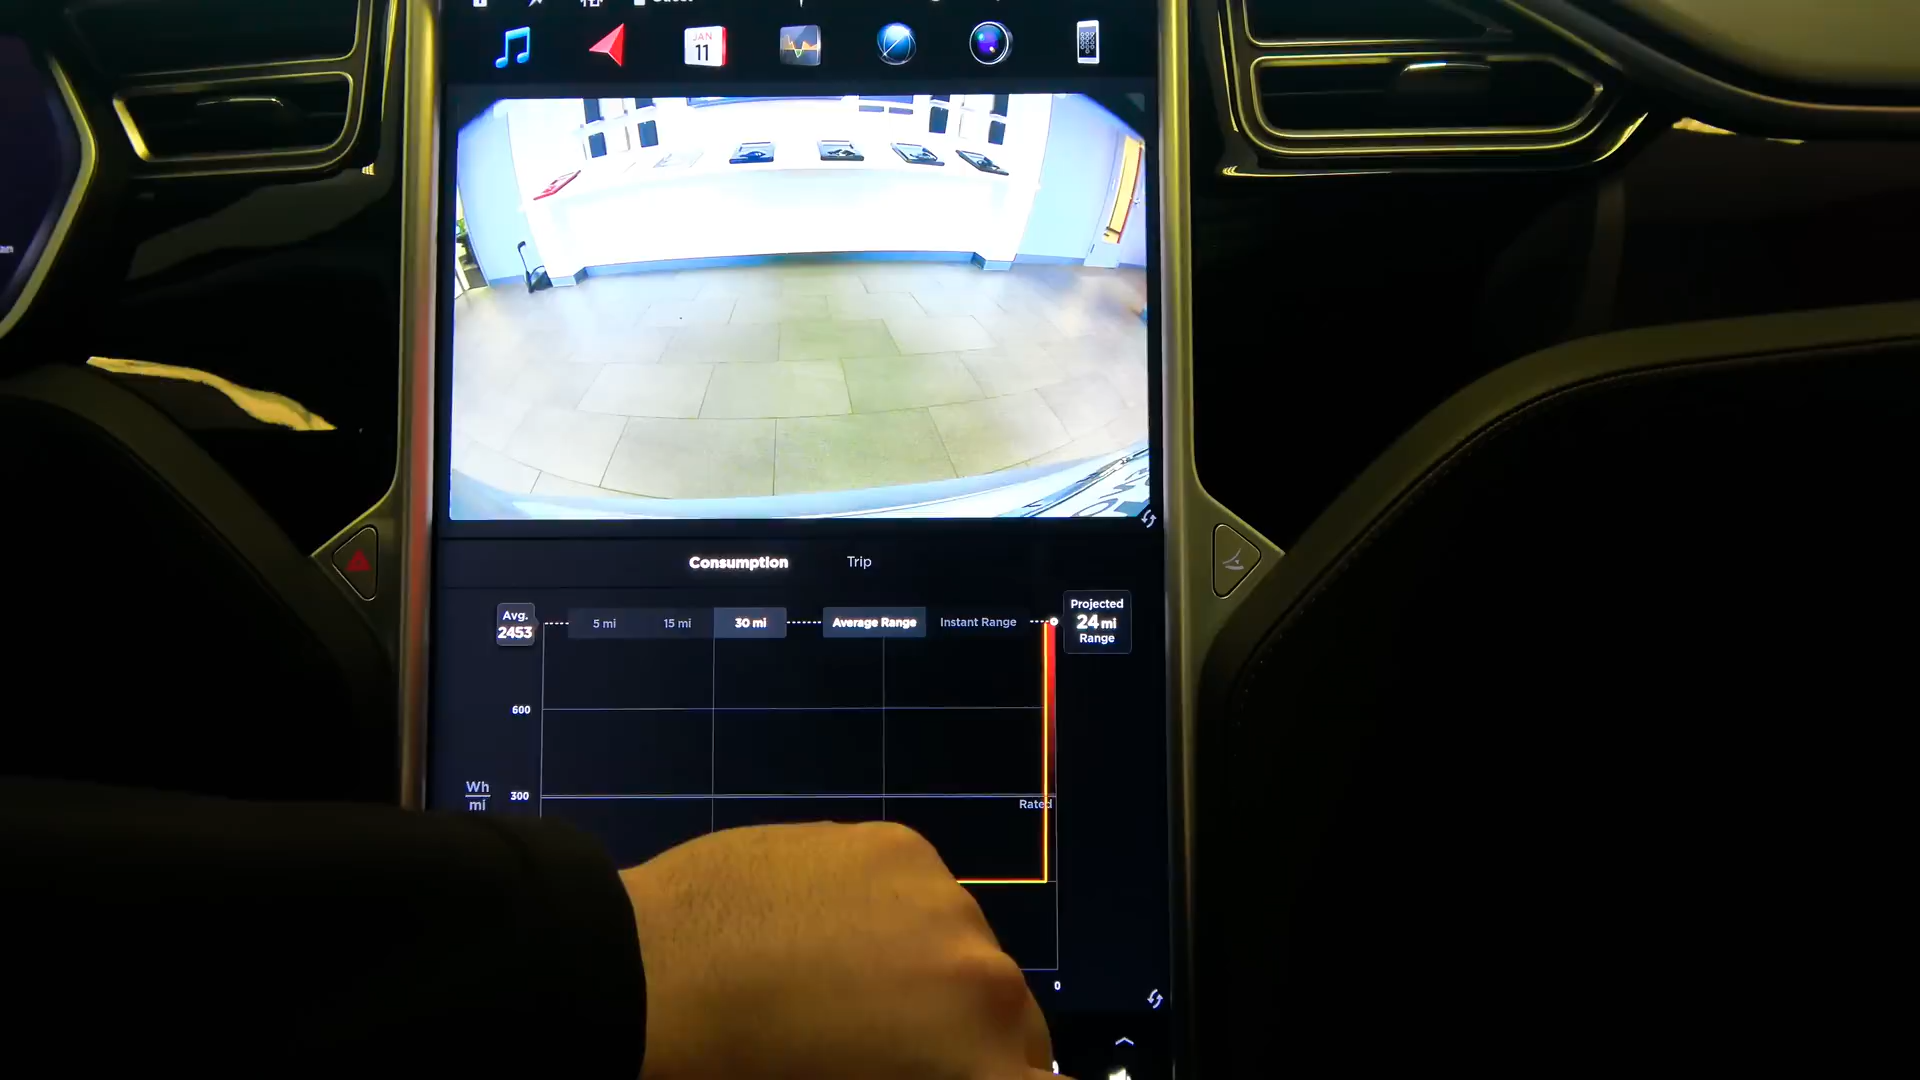 JAN
11
Consumption Trip
Avg.
2453
5 mi 15 mi 30 mi Average Range Instant Range
Projected
24 mi
Range
600
Wh
mi
300
Rated
0